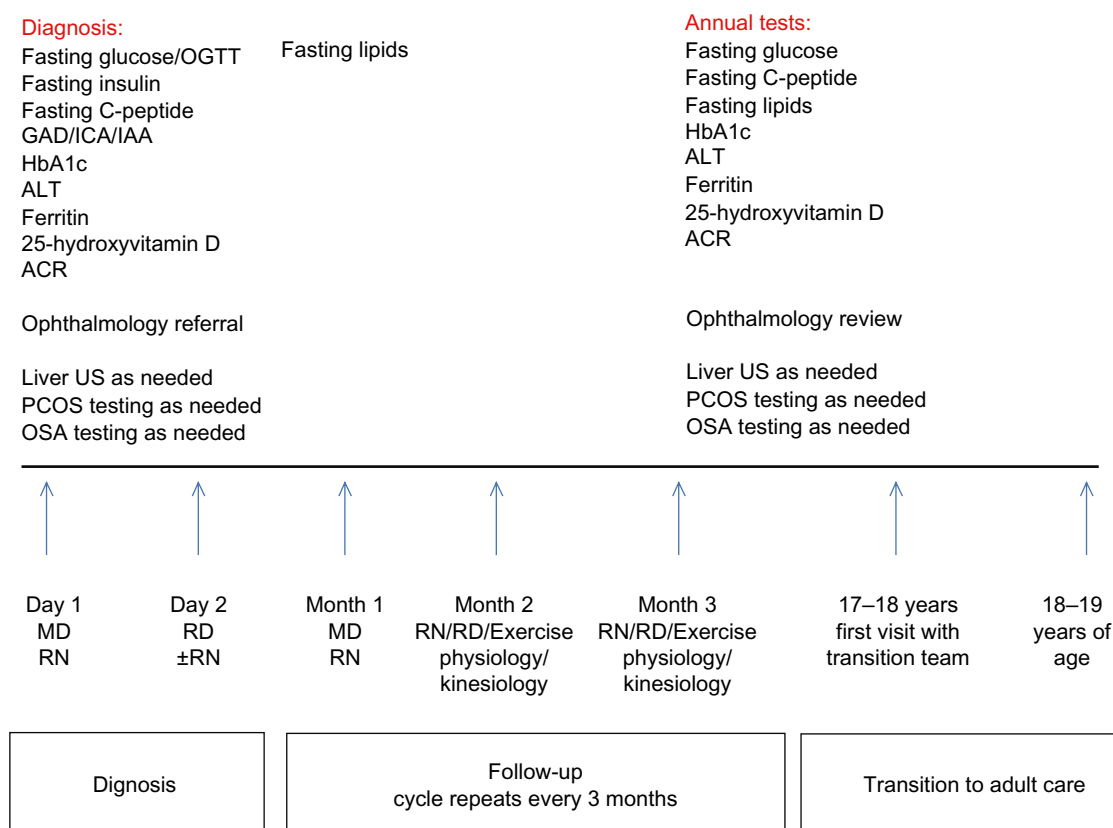 Diagnosis:
Fasting glucose/OGTT
Fasting insulin
Fasting C-peptide
GAD/ICA/IAA
HbA1c
ALT
Ferritin
25-hydroxyvitamin D
ACR
Ophthalmology referral
Liver US as needed
PCOS testing as needed
OSA testing as needed
Fasting lipids
Annual tests:
Fasting glucose
Fasting C-peptide
Fasting lipids
HbA1c
ALT
Ferritin
25-hydroxyvitamin D
ACR
Ophthalmology review
Liver US as needed
PCOS testing as needed
OSA testing as needed
Day 1
MD
RN
Day 2
RD
±RN
Month 1
MD
RN
Month 2
RN/RD/Exercise
physiology/
kinesiology
Month 3
RN/RD/Exercise
physiology/
kinesiology
17–18 years
first visit with
transition team
18–19
years of
age
Dignosis
Follow-up
cycle repeats every 3 months
Transition to adult care